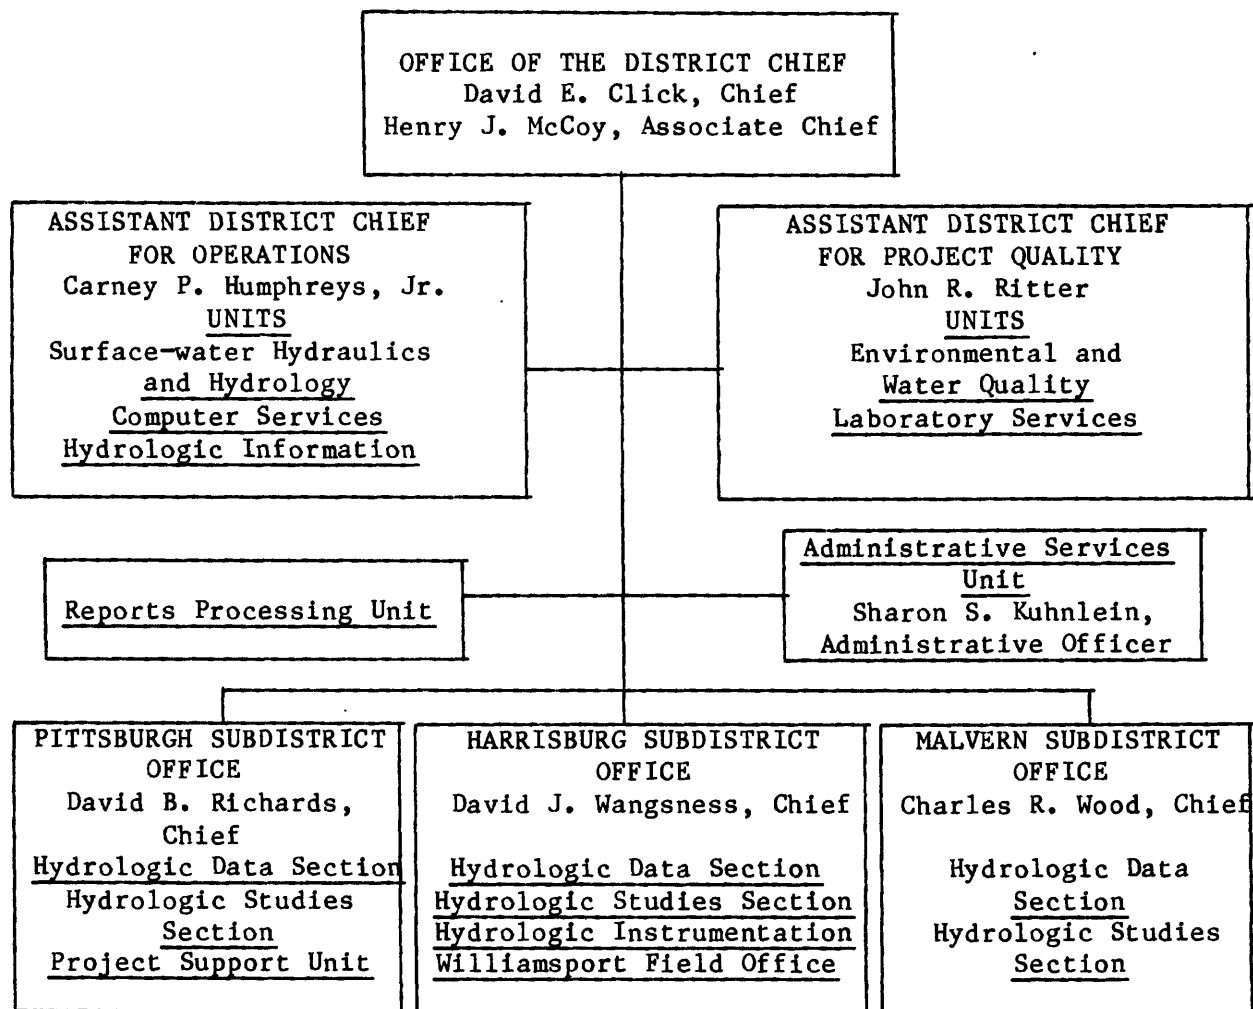 OFFICE OF THE DISTRICT CHIEF
David E. Click, Chief
Henry J. McCoy, Associate Chief
ASSISTANT DISTRICT CHIEF
FOR OPERATIONS
Carney P. Humphreys, Jr.
UNITS
Surface-water Hydraulics
and Hydrology
Computer Services
Hydrologic Information
ASSISTANT DISTRICT CHIEF
FOR PROJECT QUALITY
John R. Ritter
UNITS
Environmental and
Water Quality
Laboratory Services
Reports Processing Unit
Administrative Services
Unit
Sharon S. Kuhnlein,
Administrative Officer
PITTSBURGH SUBDISTRICT
OFFICE
David B. Richards,
Chief
Hydrologic Data Section
Hydrologic Studies
Section
Project Support Unit
HARRISBURG SUBDISTRICT
OFFICE
David J. Wangsness, Chief
Hydrologic Data Section
Hydrologic Studies Section
Hydrologic Instrumentation
Williamsport Field Office
MALVERN SUBDISTRICT
OFFICE
Charles R. Wood, Chief
Hydrologic Data
Section
Hydrologic Studies
Section